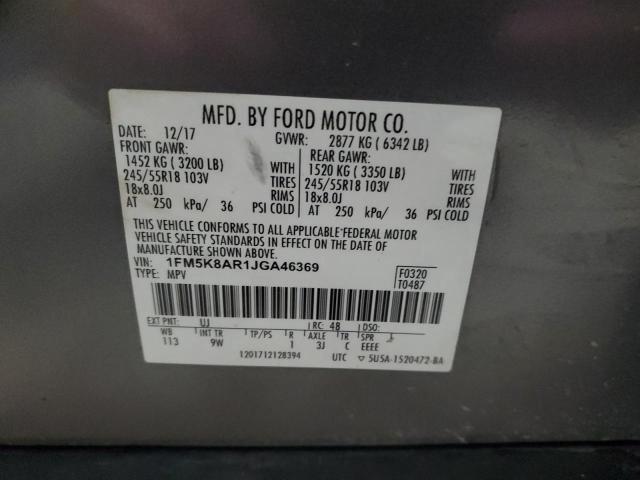 MFD. BY FORD MOTOR CO.
DATE: 12/17 GVWR: 2877 KG ( 6342 LB)
FRONT GAWR: REAR GAWR:
1452 KG ( 3200 LB) WITH 1520 KG ( 3350 LB) WITH
245/55R18 103V TIRES 245/55R18 103V TIRES
18x8.0J RIMS 18x8.0J RIMS
AT 250 kPa/ 36 PSI COLD AT 250 kPa/ 36 PSI COLD
THIS VEHICLE CONFORMS TO ALL APPLICABLE FEDERAL MOTOR
VEHICLE SAFETY STANDARDS IN EFFECT ON THE DATE OF
MANUFACTURE SHOWN ABOVE.
VIN: 1FM5K8AR1JGA46369 F0320
TYPE: MPV T0487
EXT PNT: UJ RC: 48 DSO:
WB INT TR TP/PS R AXLE TR SPR
113 9W 1 3J C EEEE
1201712128394 UTC 5U5A-1520472-BA